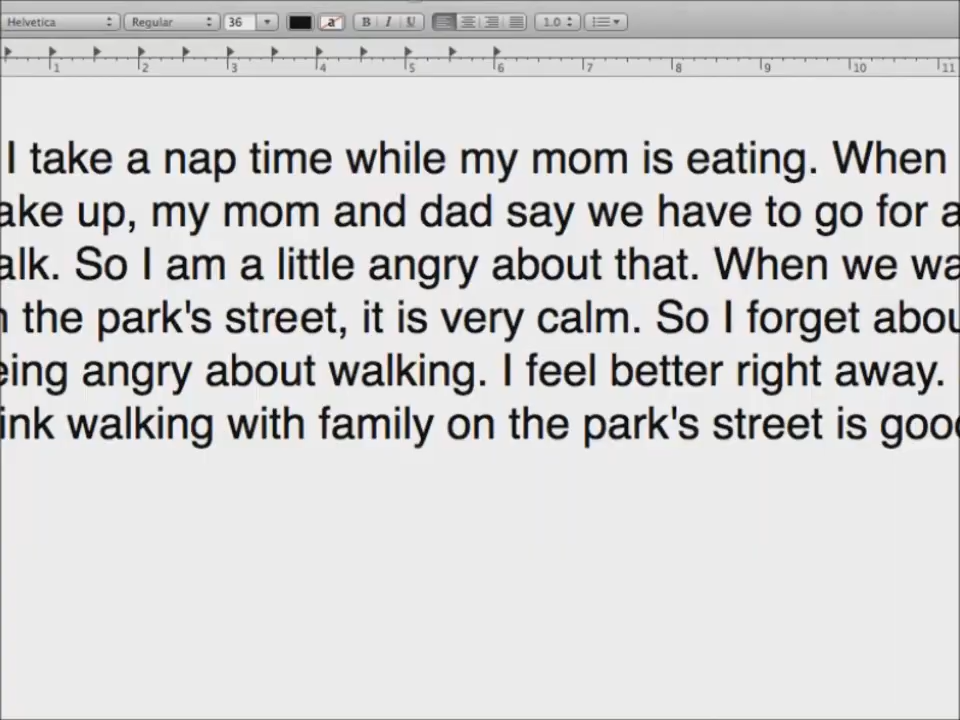 Helvetica Regular 36 a B I U 1.0
1 2 3 4 5 6 7 8 9 10 11
I take a nap time while my mom is eating. When
ake up, my mom and dad say we have to go for a
alk. So I am a little angry about that. When we wa
n the park's street, it is very calm. So I forget abou
eing angry about walking. I feel better right away.
ink walking with family on the park's street is good